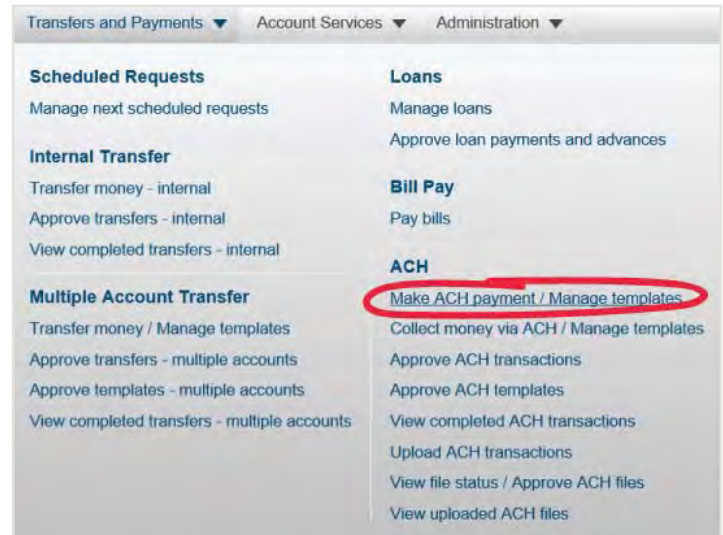 Transfers and Payments ▼ Account Services ▼ Administration ▼
Scheduled Requests
Manage next scheduled requests
Internal Transfer
Transfer money - internal
Approve transfers - internal
View completed transfers - internal
Multiple Account Transfer
Transfer money / Manage templates
Approve transfers - multiple accounts
Approve templates - multiple accounts
View completed transfers - multiple accounts
Loans
Manage loans
Approve loan payments and advances
Bill Pay
Pay bills
ACH
Make ACH payment / Manage templates
Collect money via ACH / Manage templates
Approve ACH transactions
Approve ACH templates
View completed ACH transactions
Upload ACH transactions
View file status / Approve ACH files
View uploaded ACH files